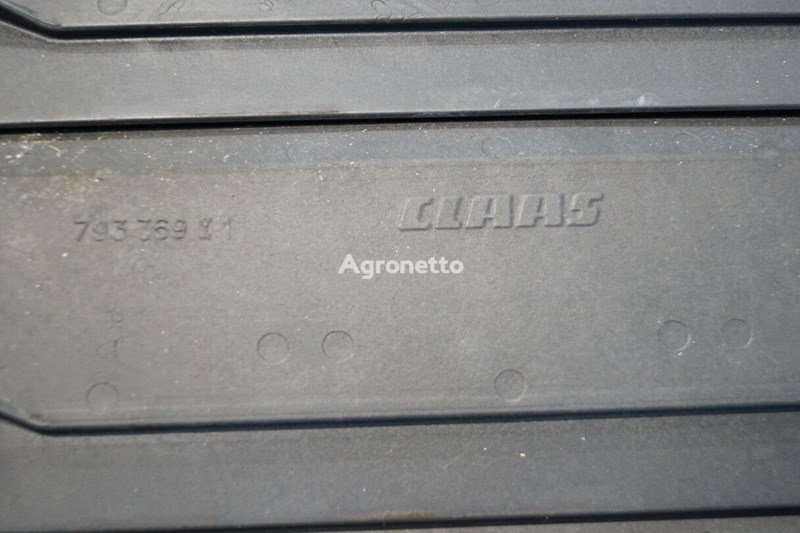 CLAAS
793 369
Agronetto